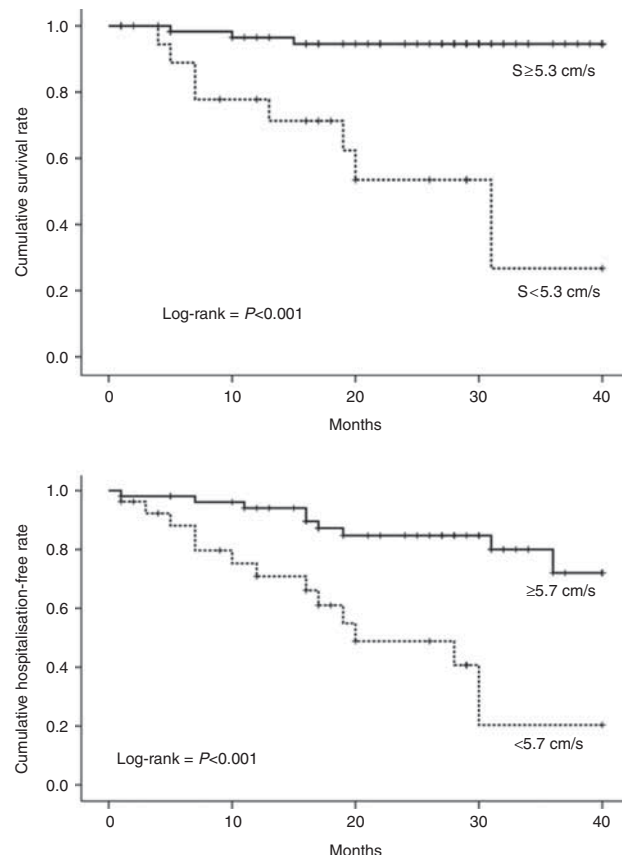 Cumulative survival rate
1.0
0.8
0.6
0.4
0.2
0.0
S≥5.3 cm/s
S<5.3 cm/s
Log-rank = P<0.001
0 10 20 30 40
Months
Cumulative hospitalisation-free rate
1.0
0.8
0.6
0.4
0.2
0.0
≥5.7 cm/s
<5.7 cm/s
Log-rank = P<0.001
0 10 20 30 40
Months